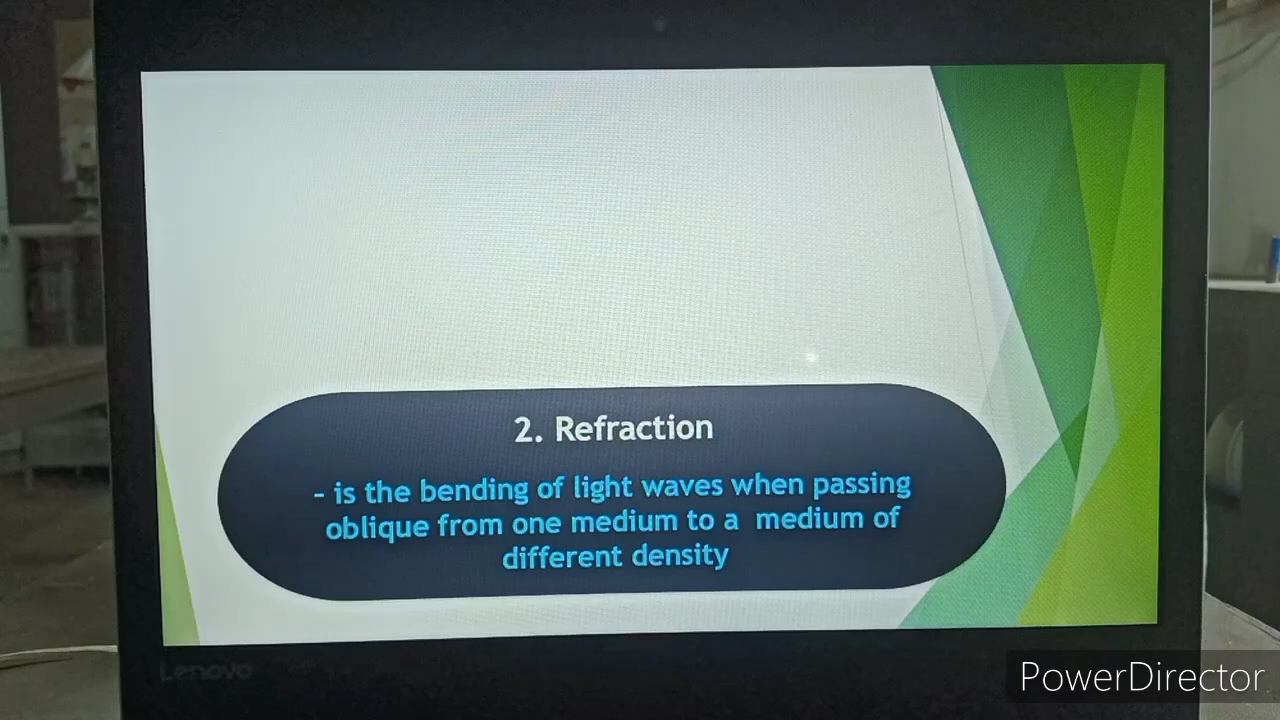 2. Refraction
- is the bending of light waves when passing
oblique from one medium to a medium of
different density
Lenovo
PowerDirector